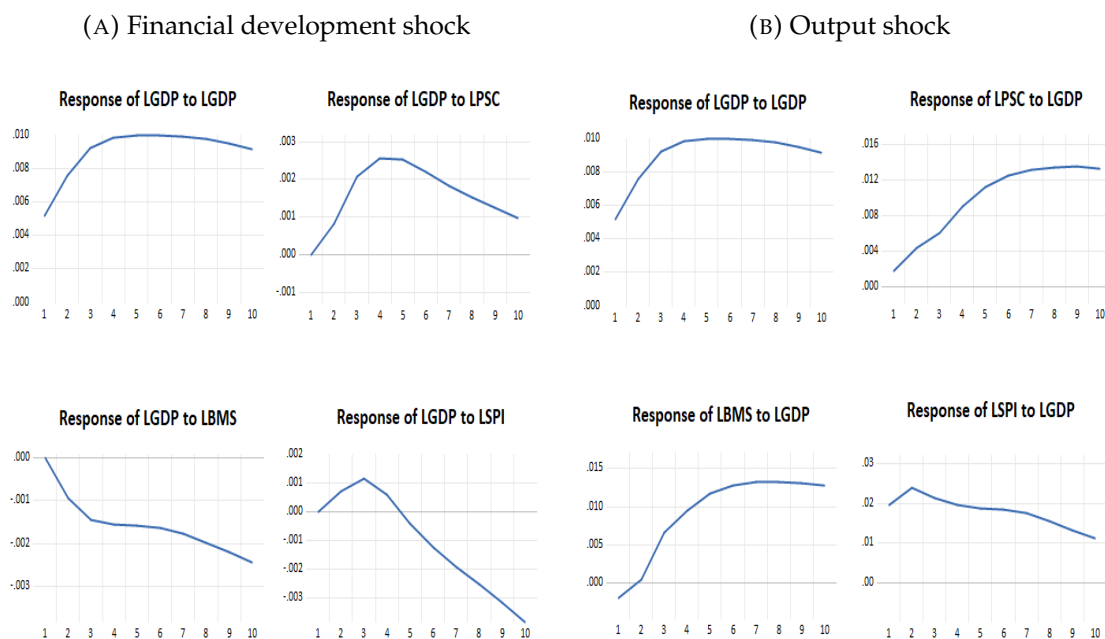 (A) Financial development shock
(B) Output shock
Response of LGDP to LGDP
.010
.008
.006
.004
.002
.000
1 2 3 4 5 6 7 8 9 10
Response of LGDP to LPSC
.003
.002
.001
.000
-.001
1 2 3 4 5 6 7 8 9 10
Response of LGDP to LGDP
.010
.008
.006
.004
.002
.000
1 2 3 4 5 6 7 8 9 10
Response of LPSC to LGDP
.016
.012
.008
.004
.000
1 2 3 4 5 6 7 8 9 10
Response of LGDP to LBMS
.000
-.001
-.002
-.003
1 2 3 4 5 6 7 8 9 10
Response of LGDP to LSPI
.002
.001
.000
-.001
-.002
-.003
1 2 3 4 5 6 7 8 9 10
Response of LBMS to LGDP
.015
.010
.005
.000
1 2 3 4 5 6 7 8 9 10
Response of LSPI to LGDP
.03
.02
.01
.00
1 2 3 4 5 6 7 8 9 10